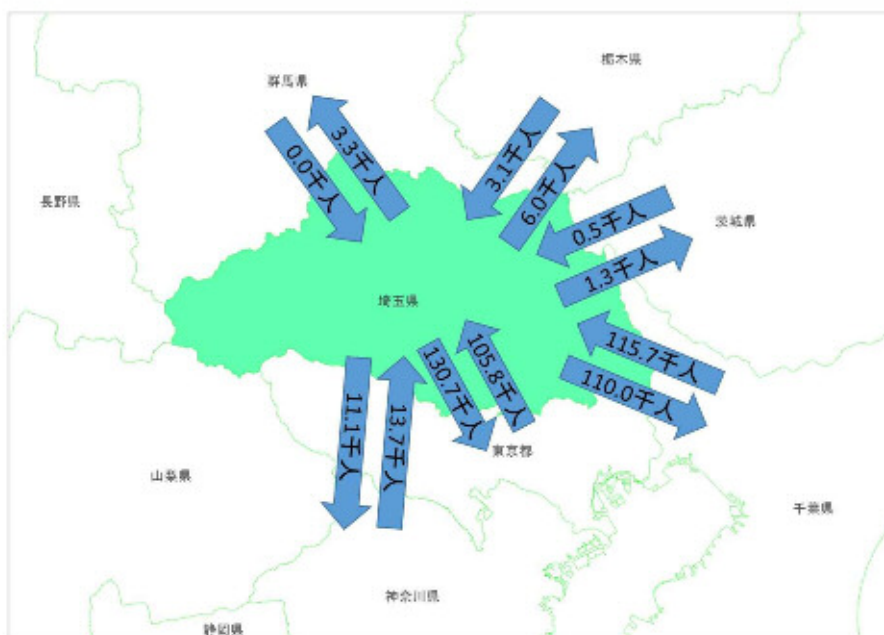 栃木県
群馬県
3.3千人
0.0千人
3.1千人
6.0千人
長野県
0.5千人
茨城県
1.3千人
埼玉県
115.7千人
110.0千人
105.8千人
130.7千人
11.1千人
13.7千人
東京都
山梨県
千葉県
神奈川県
静岡県